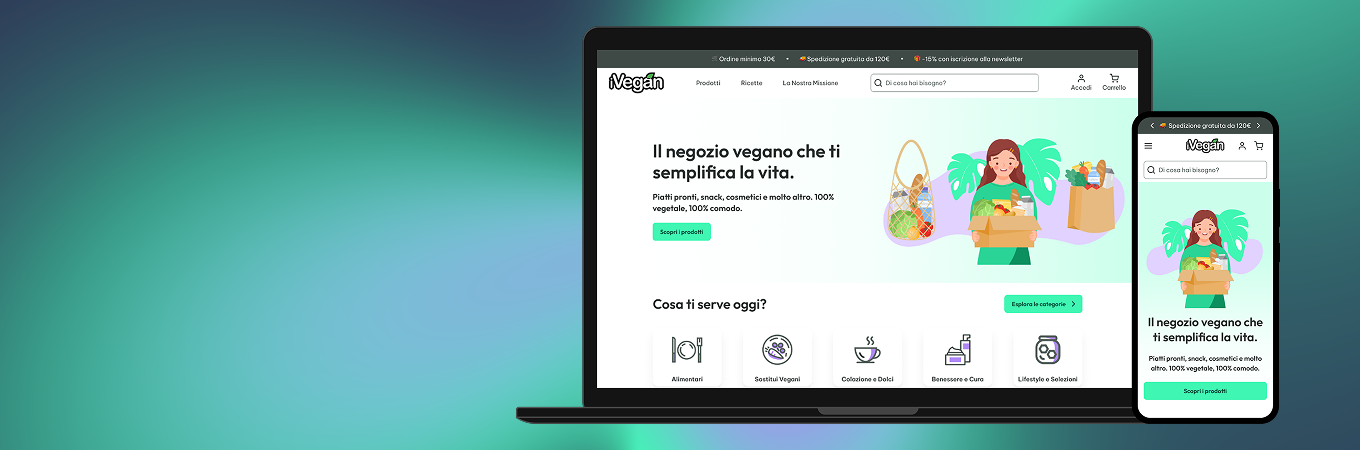 Ordine minimo 30€ • Spedizione gratuita da 120€ • -15% con iscrizione alla newsletter
iVegan Prodotti Ricette La Nostra Missione Di cosa hai bisogno? Accedi Carrello
Il negozio vegano che ti
semplifica la vita.
Piatti pronti, snack, cosmetici e molto altro. 100%
vegetale, 100% comodo.
Scopri i prodotti
Cosa ti serve oggi?
Esplora le categorie
Alimentari Sostituti Vegani Colazione e Dolci Benessere e Cura Lifestyle e Selezioni
Spedizione gratuita da 120€
iVegan
Di cosa hai bisogno?
Il negozio vegano che
ti semplifica la vita.
Piatti pronti, snack, cosmetici e molto
altro. 100% vegetale, 100% comodo.
Scopri i prodotti